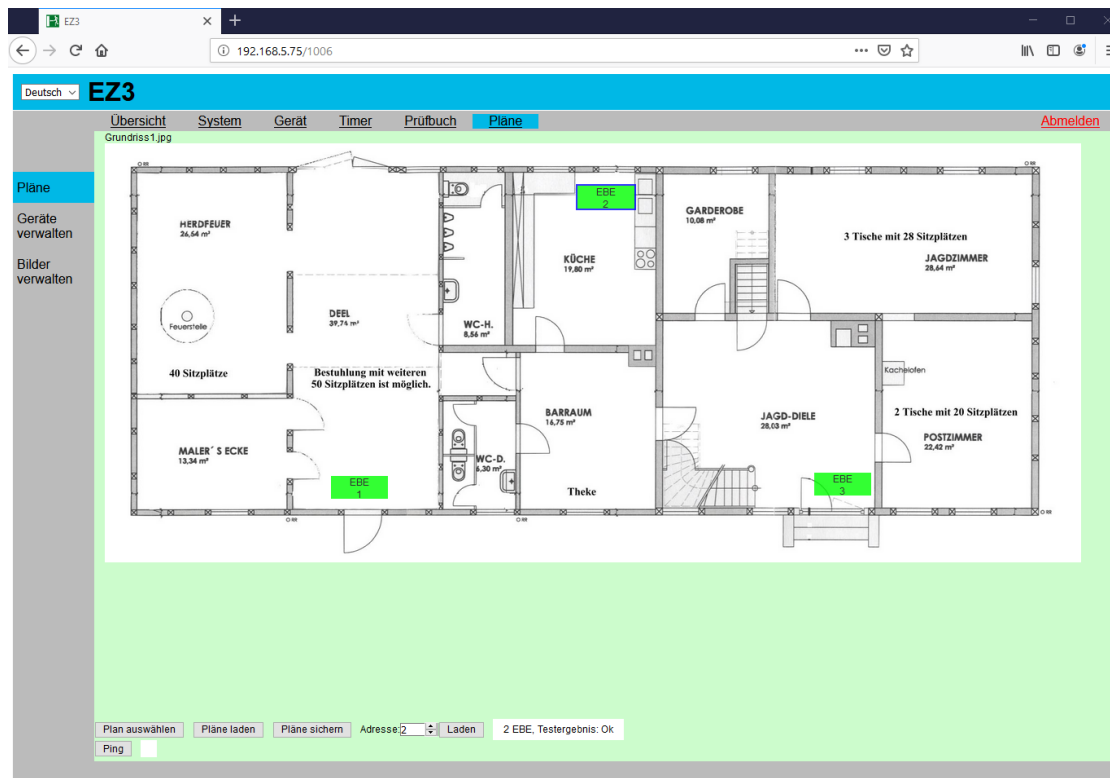 EZ3
192.168.5.75/1006
Deutsch
EZ3
Übersicht System Gerät Timer Prüfbuch Pläne Abmelden
Grundriss1.jpg
Pläne
Geräte
verwalten
Bilder
verwalten
HERDFEUER
26,54 m²
Feuerstelle
40 Sitzplätze
MALER´S ECKE
13,34 m²
DEEL
39,74 m²
Bestuhlung mit weiteren
50 Sitzplätzen ist möglich.
EBE
1
WC-H.
8,56 m²
WC-D.
6,30 m²
EBE
2
KÜCHE
19,80 m²
BARRAUM
16,75 m²
Theke
GARDEROBE
10,08 m²
3 Tische mit 28 Sitzplätzen
JAGDZIMMER
28,64 m²
JAGD-DIELE
28,03 m²
EBE
3
Kachelofen
2 Tische mit 20 Sitzplätzen
POSTZIMMER
22,42 m²
Plan auswählen Pläne laden Pläne sichern Adresse: 2 Laden 2 EBE, Testergebnis: Ok
Ping